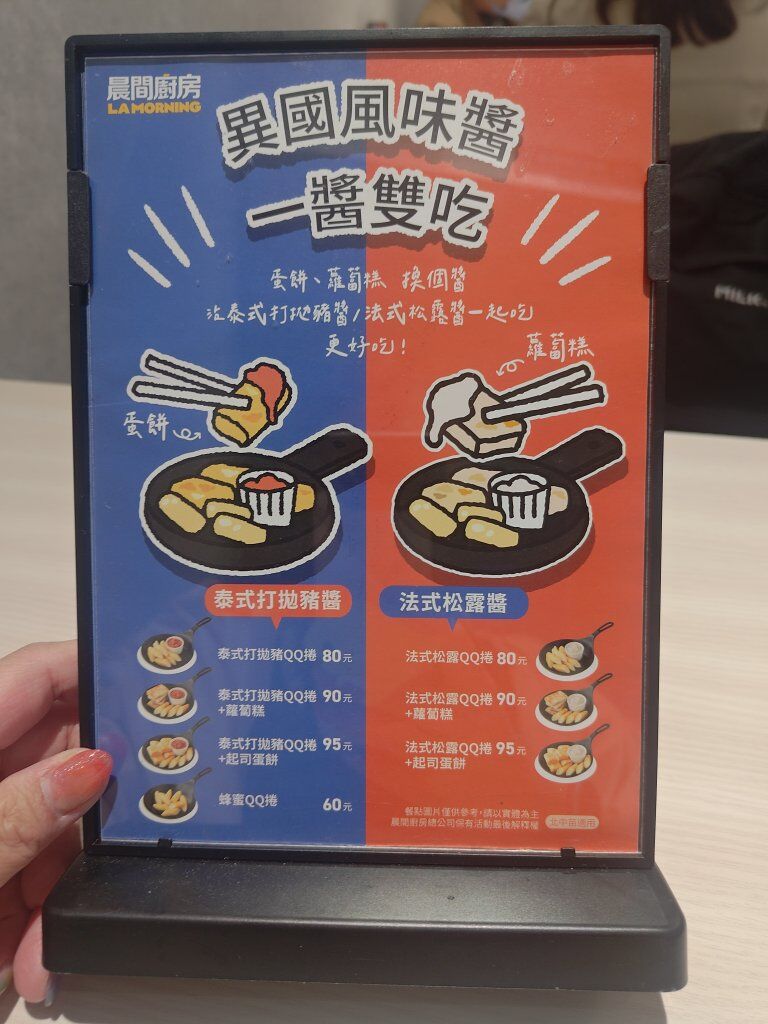 晨間廚房
LA MORNING
異國風味醬
一醬雙吃
蛋餅、蘿蔔糕 換個醬
沾泰式打拋豬醬/法式松露醬一起吃
更好吃!
蘿蔔糕
蛋餅
泰式打拋豬醬
法式松露醬
泰式打拋豬QQ捲 80元
泰式打拋豬QQ捲 90元
+蘿蔔糕
泰式打拋豬QQ捲 95元
+起司蛋餅
蜂蜜QQ捲 60元
法式松露QQ捲 80元
法式松露QQ捲 90元
+蘿蔔糕
法式松露QQ捲 95元
+起司蛋餅
餐點圖片僅供參考,請以實體為主
晨間廚房總公司保有活動最後解釋權
北中苗適用
MILK